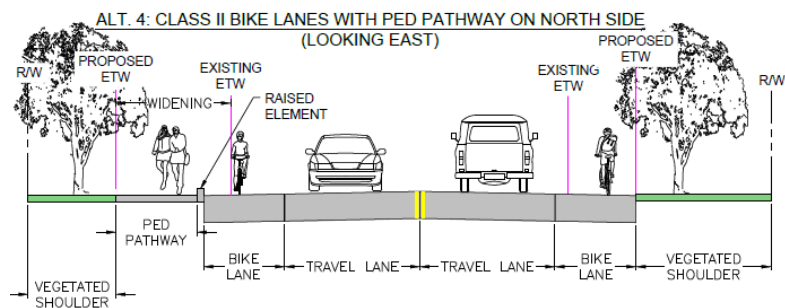 ALT. 4: CLASS II BIKE LANES WITH PED PATHWAY ON NORTH SIDE
(LOOKING EAST)
R/W
PROPOSED
ETW
EXISTING
ETW
WIDENING
RAISED
ELEMENT
EXISTING
ETW
PROPOSED
ETW
R/W
PED
PATHWAY
BIKE
LANE
TRAVEL LANE
TRAVEL LANE
BIKE
LANE
VEGETATED
SHOULDER
VEGETATED
SHOULDER